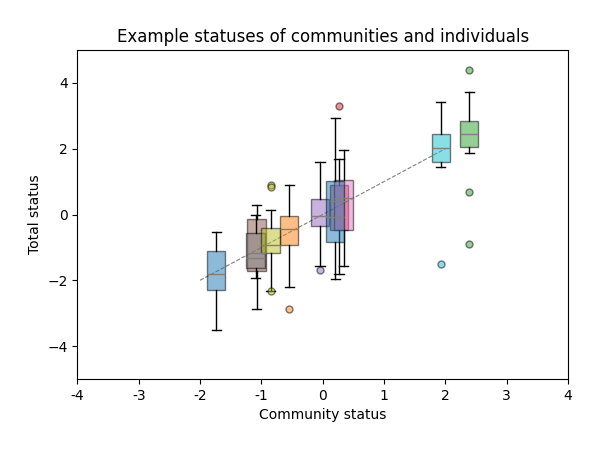 Example statuses of communities and individuals
Total status
4
2
0
−2
−4
-4 -3 -2 -1 0 1 2 3 4
Community status